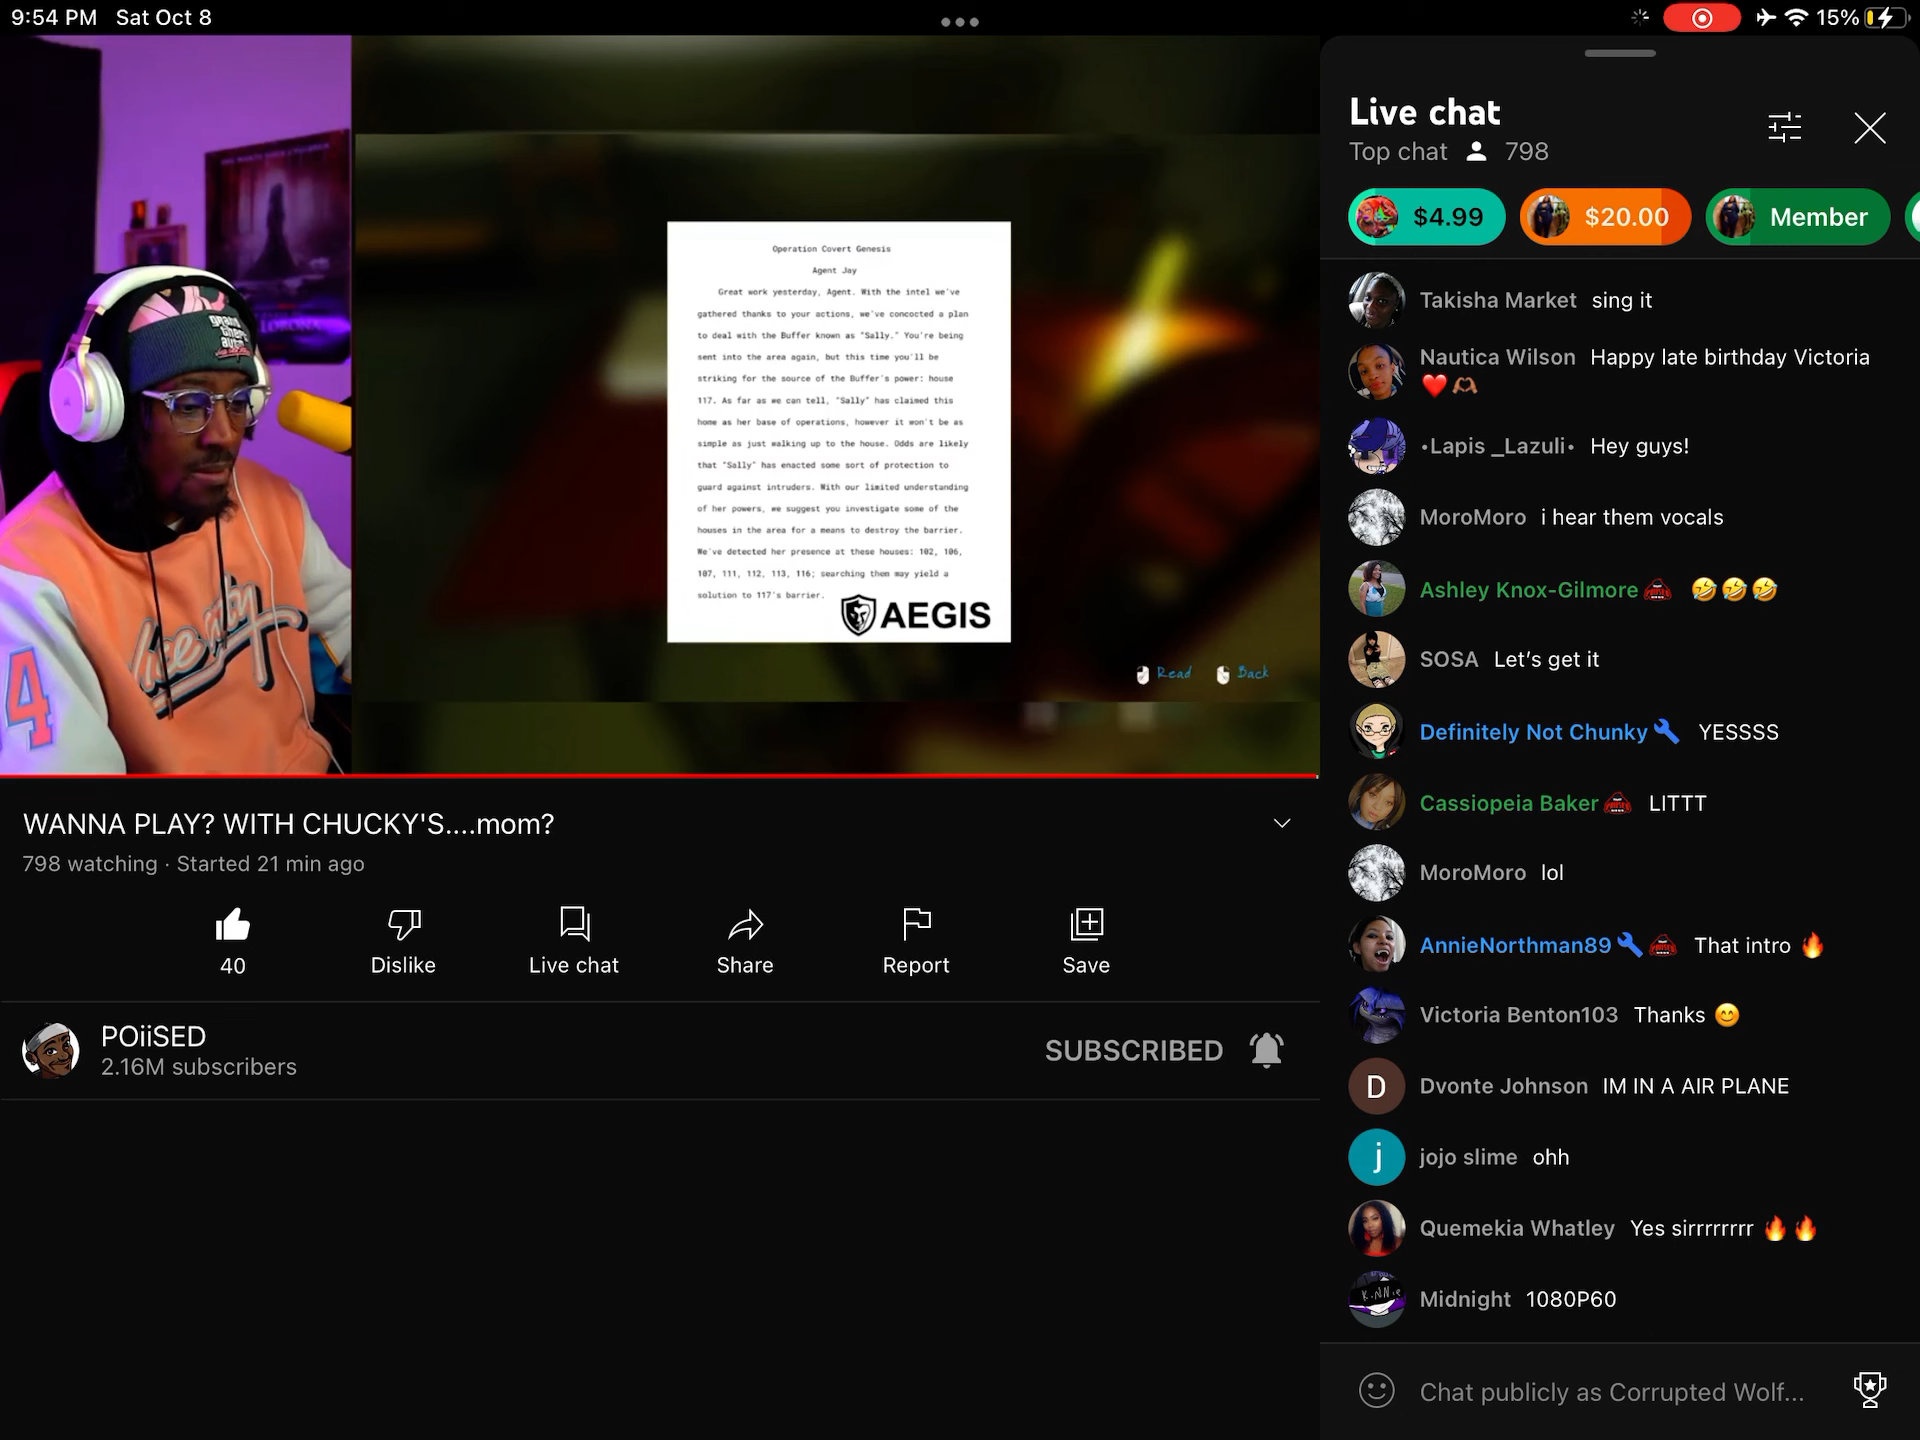 9:54 PM Sat Oct 8
15%
grand theft auto
Operation Covert Genesis
Agent Jay
Great work yesterday, Agent. With the intel we've
gathered thanks to your actions, we've concocted a plan
to deal with the Buffer known as "Sally." You're being
sent into the area again, but this time you'll be
striking for the source of the Buffer's power: house
117. As far as we can tell, "Sally" has claimed this
home as her base of operations, however it won't be as
simple as just walking up to the house. Odds are likely
that "Sally" has enacted some sort of protection to
guard against intruders. With our limited understanding
of her powers, we suggest you investigate some of the
houses in the area for a means to destroy the barrier.
We've detected her presence at these houses: 102, 106,
107, 111, 112, 113, 116; searching them may yield a
solution to 117's barrier.
AEGIS
Read Back
4
WANNA PLAY? WITH CHUCKY'S....mom?
798 watching · Started 21 min ago
40 Dislike Live chat Share Report Save
POiiSED
2.16M subscribers
SUBSCRIBED
Live chat
Top chat 798
$4.99 $20.00 Member
Takisha Market sing it
Nautica Wilson Happy late birthday Victoria
❤️🫶🏽
•Lapis _Lazuli• Hey guys!
MoroMoro i hear them vocals
Ashley Knox-Gilmore 🤣🤣🤣
SOSA Let's get it
Definitely Not Chunky YESSSS
Cassiopeia Baker LITTT
MoroMoro lol
AnnieNorthman89 That intro 🔥
Victoria Benton103 Thanks 😊
D Dvonte Johnson IM IN A AIR PLANE
j jojo slime ohh
Quemekia Whatley Yes sirrrrrrr 🔥🔥
Midnight 1080P60
Chat publicly as Corrupted Wolf...